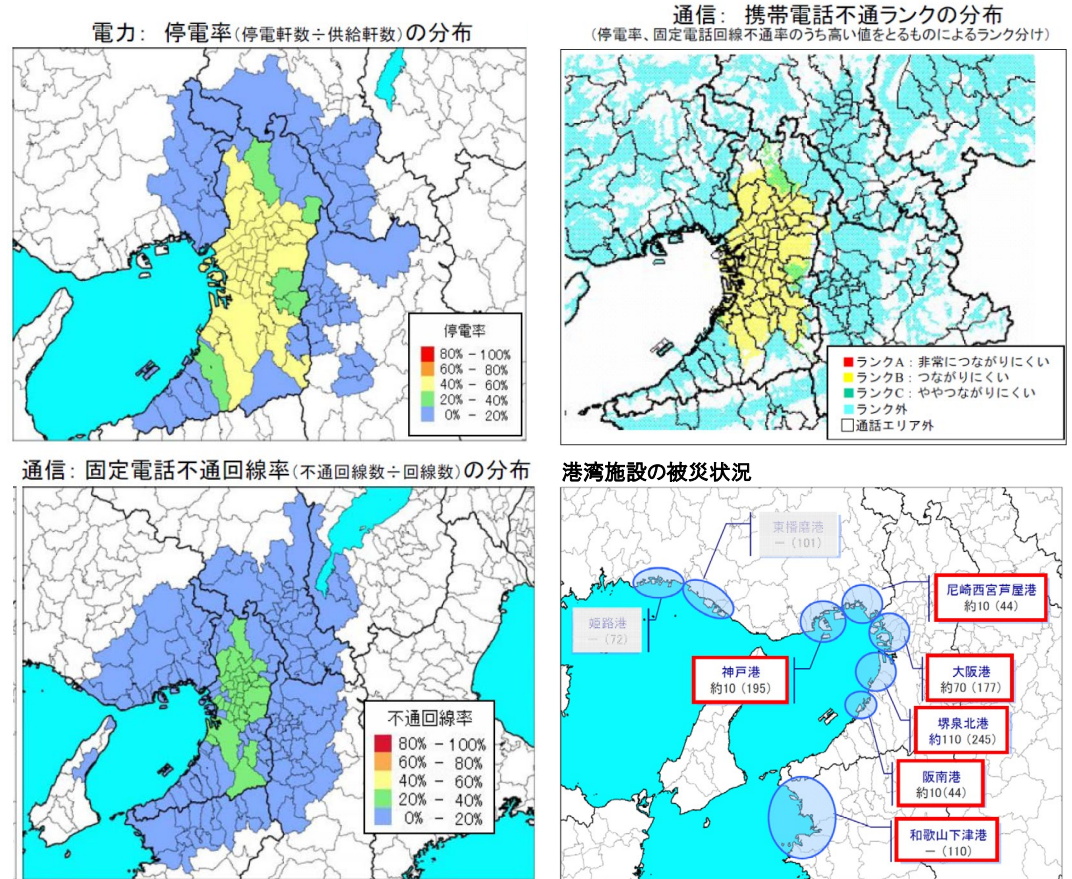 電力: 停電率(停電軒数÷供給軒数)の分布
停電率
80% - 100%
60% - 80%
40% - 60%
20% - 40%
0% - 20%
通信: 携帯電話不通ランクの分布
(停電率、固定電話回線不通率のうち高い値をとるものによるランク分け)
ランクA:非常につながりにくい
ランクB:つながりにくい
ランクC:ややつながりにくい
ランク外
通話エリア外
通信: 固定電話不通回線率(不通回線数÷回線数)の分布
不通回線率
80% - 100%
60% - 80%
40% - 60%
20% - 40%
0% - 20%
港湾施設の被災状況
東播磨港
-(101)
姫路港
-(72)
尼崎西宮芦屋港
約10(44)
神戸港
約10(195)
大阪港
約70(177)
堺泉北港
約110(245)
阪南港
約10(44)
和歌山下津港
-(110)